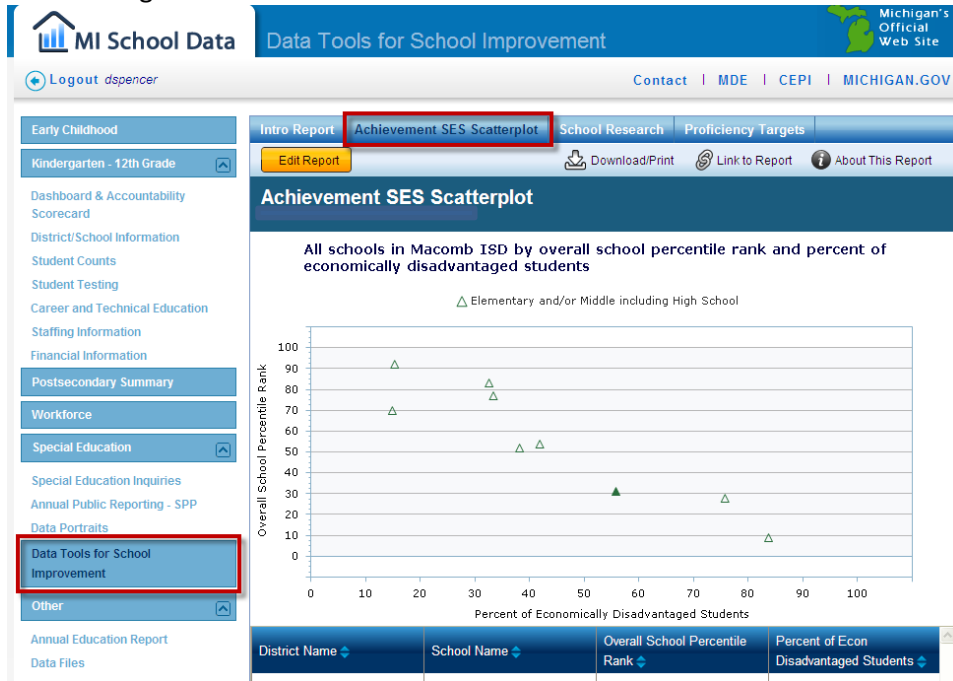 MI School Data
Data Tools for School Improvement
Michigan's
Official
Web Site
Logout dspencer
Contact | MDE | CEPI | MICHIGAN.GOV
Early Childhood
Kindergarten - 12th Grade
Dashboard & Accountability
Scorecard
District/School Information
Student Counts
Student Testing
Career and Technical Education
Staffing Information
Financial Information
Postsecondary Summary
Workforce
Special Education
Special Education Inquiries
Annual Public Reporting - SPP
Data Portraits
Data Tools for School
Improvement
Other
Annual Education Report
Data Files
Intro Report Achievement SES Scatterplot School Research Proficiency Targets
Edit Report Download/Print Link to Report About This Report
Achievement SES Scatterplot
All schools in Macomb ISD by overall school percentile rank and percent of
economically disadvantaged students
Elementary and/or Middle including High School
Overall School Percentile Rank
100
90
80
70
60
50
40
30
20
10
0
0 10 20 30 40 50 60 70 80 90 100
Percent of Economically Disadvantaged Students
District Name School Name Overall School Percentile Rank Percent of Econ Disadvantaged Students